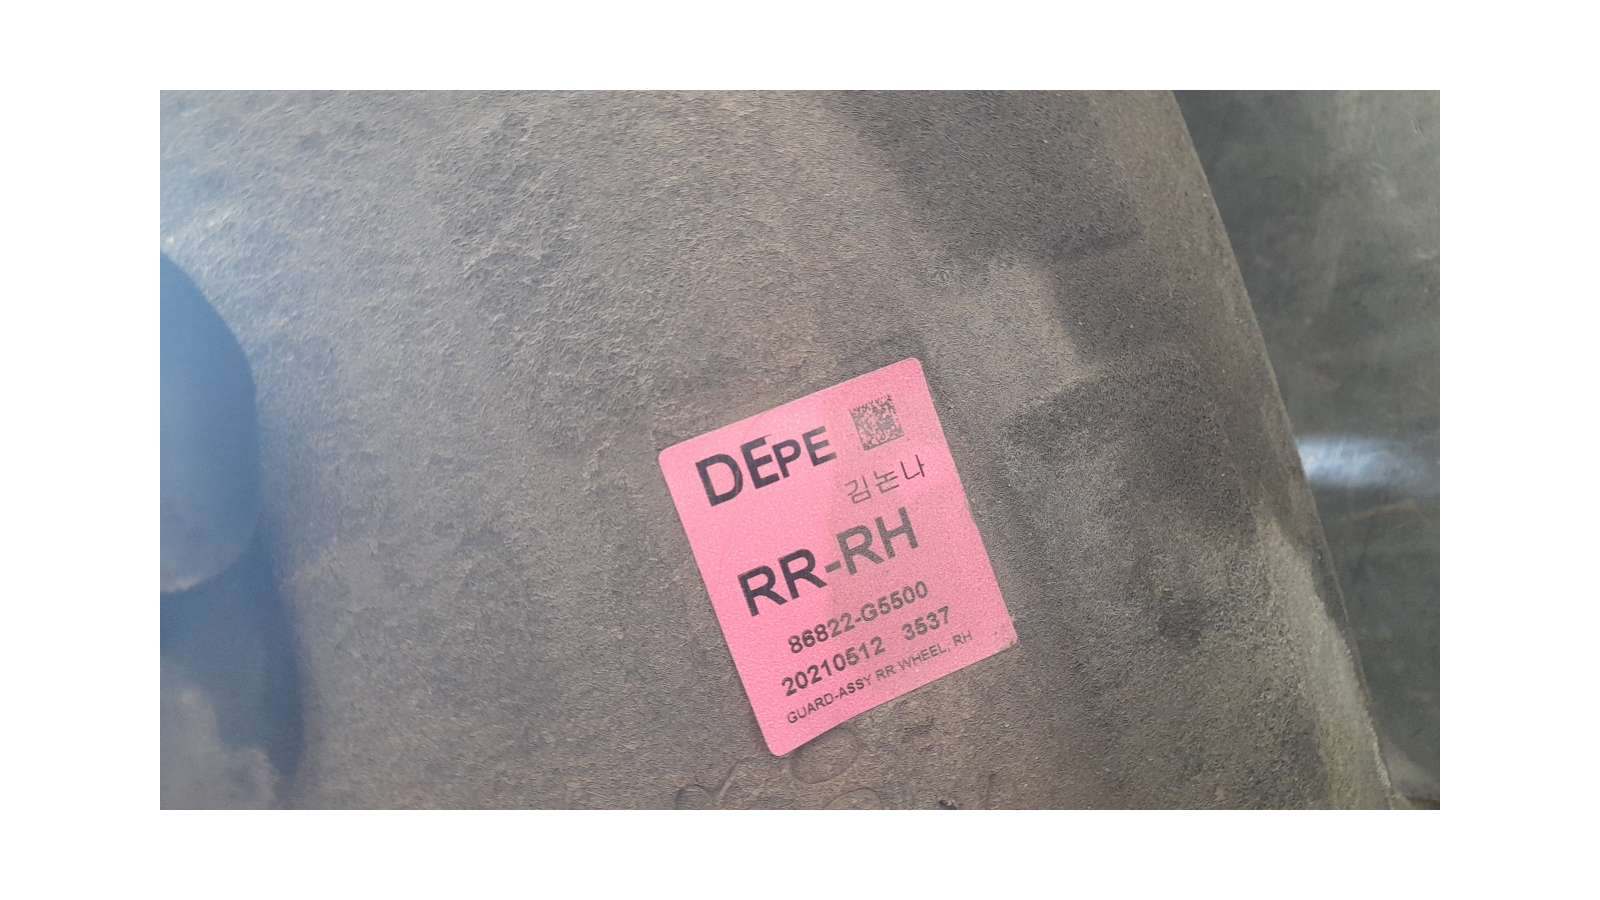 DEPE
김논나
RR-RH
86822-G5500
20210512 3537
GUARD-ASSY RR WHEEL, RH